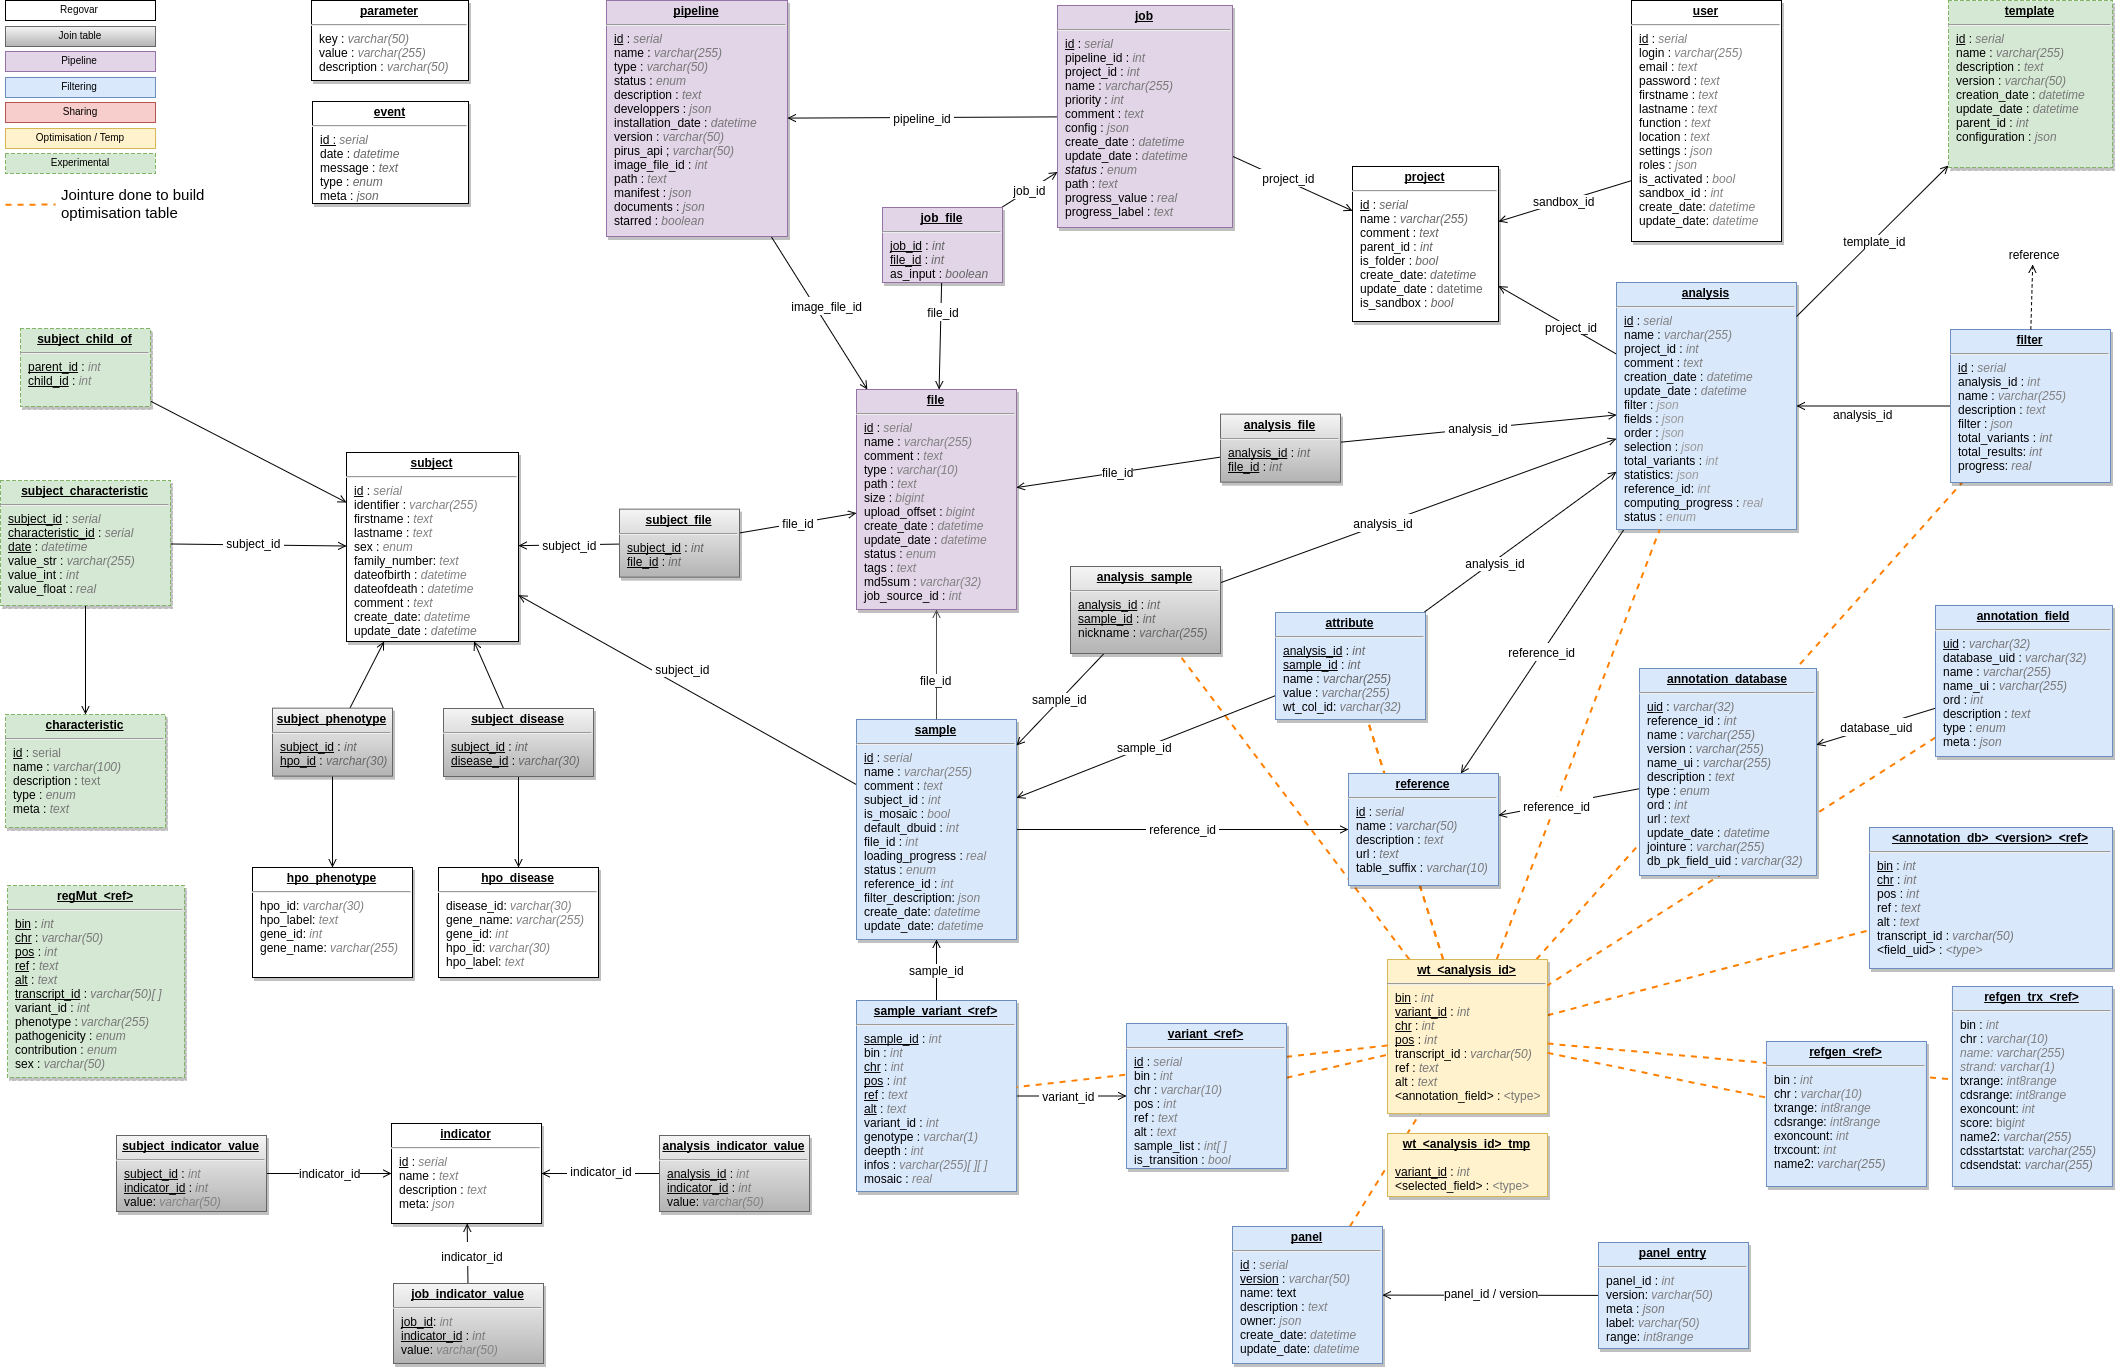 Regovar
Join table
Pipeline
Filtering
Sharing
Optimisation / Temp
Experimental
Jointure done to build
optimisation table
parameter
key : varchar(50)
value : varchar(255)
description : varchar(50)
event
id : serial
date : datetime
message : text
type : enum
meta : json
pipeline
id : serial
name : varchar(255)
type : varchar(50)
status : enum
description : text
developpers : json
installation_date : datetime
version : varchar(50)
pirus_api ; varchar(50)
image_file_id : int
path : text
manifest : json
documents : json
starred : boolean
pipeline_id
job
id : serial
pipeline_id : int
project_id : int
name : varchar(255)
priority : int
comment : text
config : json
create_date : datetime
update_date : datetime
status : enum
path : text
progress_value : real
progress_label : text
job_id
job_file
job_id : int
file_id : int
as_input : boolean
project_id
project
id : serial
name : varchar(255)
comment : text
parent_id : int
is_folder : bool
create_date: datetime
update_date : datetime
is_sandbox : bool
sandbox_id
user
id : serial
login : varchar(255)
email : text
password : text
firstname : text
lastname : text
function : text
location : text
settings : json
roles : json
is_activated : bool
sandbox_id : int
create_date: datetime
update_date: datetime
template
id : serial
name : varchar(255)
description : text
version : varchar(50)
creation_date : datetime
update_date : datetime
parent_id : int
configuration : json
template_id
reference
image_file_id
file_id
project_id
analysis
id : serial
name : varchar(255)
project_id : int
comment : text
creation_date : datetime
update_date : datetime
filter : json
fields : json
order : json
selection : json
total_variants : int
statistics: json
reference_id: int
computing_progress : real
status : enum
analysis_id
filter
id : serial
analysis_id : int
name : varchar(255)
description : text
filter : json
total_variants : int
total_results: int
progress: real
subject_child_of
parent_id : int
child_id : int
subject_characteristic
subject_id : serial
characteristic_id : serial
date : datetime
value_str : varchar(255)
value_int : int
value_float : real
subject_id
subject
id : serial
identifier : varchar(255)
firstname : text
lastname : text
sex : enum
family_number: text
dateofbirth : datetime
dateofdeath : datetime
comment : text
create_date: datetime
update_date : datetime
subject_id
subject_file
subject_id : int
file_id : int
file_id
file
id : serial
name : varchar(255)
comment : text
type : varchar(10)
path : text
size : bigint
upload_offset : bigint
create_date : datetime
update_date : datetime
status : enum
tags : text
md5sum : varchar(32)
job_source_id : int
file_id
analysis_file
analysis_id : int
file_id : int
analysis_id
analysis_id
analysis_id
analysis_sample
analysis_id : int
sample_id : int
nickname : varchar(255)
attribute
analysis_id : int
sample_id : int
name : varchar(255)
value : varchar(255)
wt_col_id: varchar(32)
reference_id
annotation_field
uid : varchar(32)
database_uid : varchar(32)
name : varchar(255)
name_ui : varchar(255)
ord : int
description : text
type : enum
meta : json
database_uid
annotation_database
uid : varchar(32)
reference_id : int
name : varchar(255)
version : varchar(255)
name_ui : varchar(255)
description : text
type : enum
ord : int
url : text
update_date : datetime
jointure : varchar(255)
db_pk_field_uid : varchar(32)
reference_id
characteristic
id : serial
name : varchar(100)
description : text
type : enum
meta : text
subject_phenotype
subject_id : int
hpo_id : varchar(30)
subject_disease
subject_id : int
disease_id : varchar(30)
subject_id
file_id
sample_id
sample_id
sample
id : serial
name : varchar(255)
comment : text
subject_id : int
is_mosaic : bool
default_dbuid : int
file_id : int
loading_progress : real
status : enum
reference_id : int
filter_description: json
create_date: datetime
update_date: datetime
reference_id
reference
id : serial
name : varchar(50)
description : text
url : text
table_suffix : varchar(10)
<annotation_db>_<version>_<ref>
bin : int
chr : int
pos : int
ref : text
alt : text
transcript_id : varchar(50)
<field_uid> : <type>
hpo_phenotype
hpo_id: varchar(30)
hpo_label: text
gene_id: int
gene_name: varchar(255)
hpo_disease
disease_id: varchar(30)
gene_name: varchar(255)
gene_id: int
hpo_id: varchar(30)
hpo_label: text
regMut_<ref>
bin : int
chr : varchar(50)
pos : int
ref : text
alt : text
transcript_id : varchar(50)[ ]
variant_id : int
phenotype : varchar(255)
pathogenicity : enum
contribution : enum
sex : varchar(50)
sample_id
sample_variant_<ref>
sample_id : int
bin : int
chr : int
pos : int
ref : text
alt : text
variant_id : int
genotype : varchar(1)
deepth : int
infos : varchar(255)[ ][ ]
mosaic : real
variant_id
variant_<ref>
id : serial
bin : int
chr : varchar(10)
pos : int
ref : text
alt : text
sample_list : int[ ]
is_transition : bool
wt_<analysis_id>
bin : int
variant_id : int
chr : int
pos : int
transcript_id : varchar(50)
ref : text
alt : text
<annotation_field> : <type>
wt_<analysis_id>_tmp
variant_id : int
<selected_field> : <type>
refgen_<ref>
bin : int
chr : varchar(10)
txrange: int8range
cdsrange: int8range
exoncount: int
trxcount: int
name2: varchar(255)
refgen_trx_<ref>
bin : int
chr : varchar(10)
name: varchar(255)
strand: varchar(1)
txrange: int8range
cdsrange: int8range
exoncount: int
score: bigint
name2: varchar(255)
cdsstartstat: varchar(255)
cdsendstat: varchar(255)
subject_indicator_value
subject_id : int
indicator_id : int
value: varchar(50)
indicator_id
indicator
id : serial
name : text
description : text
meta: json
indicator_id
analysis_indicator_value
analysis_id : int
indicator_id : int
value: varchar(50)
indicator_id
job_indicator_value
job_id: int
indicator_id : int
value: varchar(50)
panel
id : serial
version : varchar(50)
name: text
description : text
owner: json
create_date: datetime
update_date: datetime
panel_id / version
panel_entry
panel_id : int
version: varchar(50)
meta : json
label: varchar(50)
range: int8range